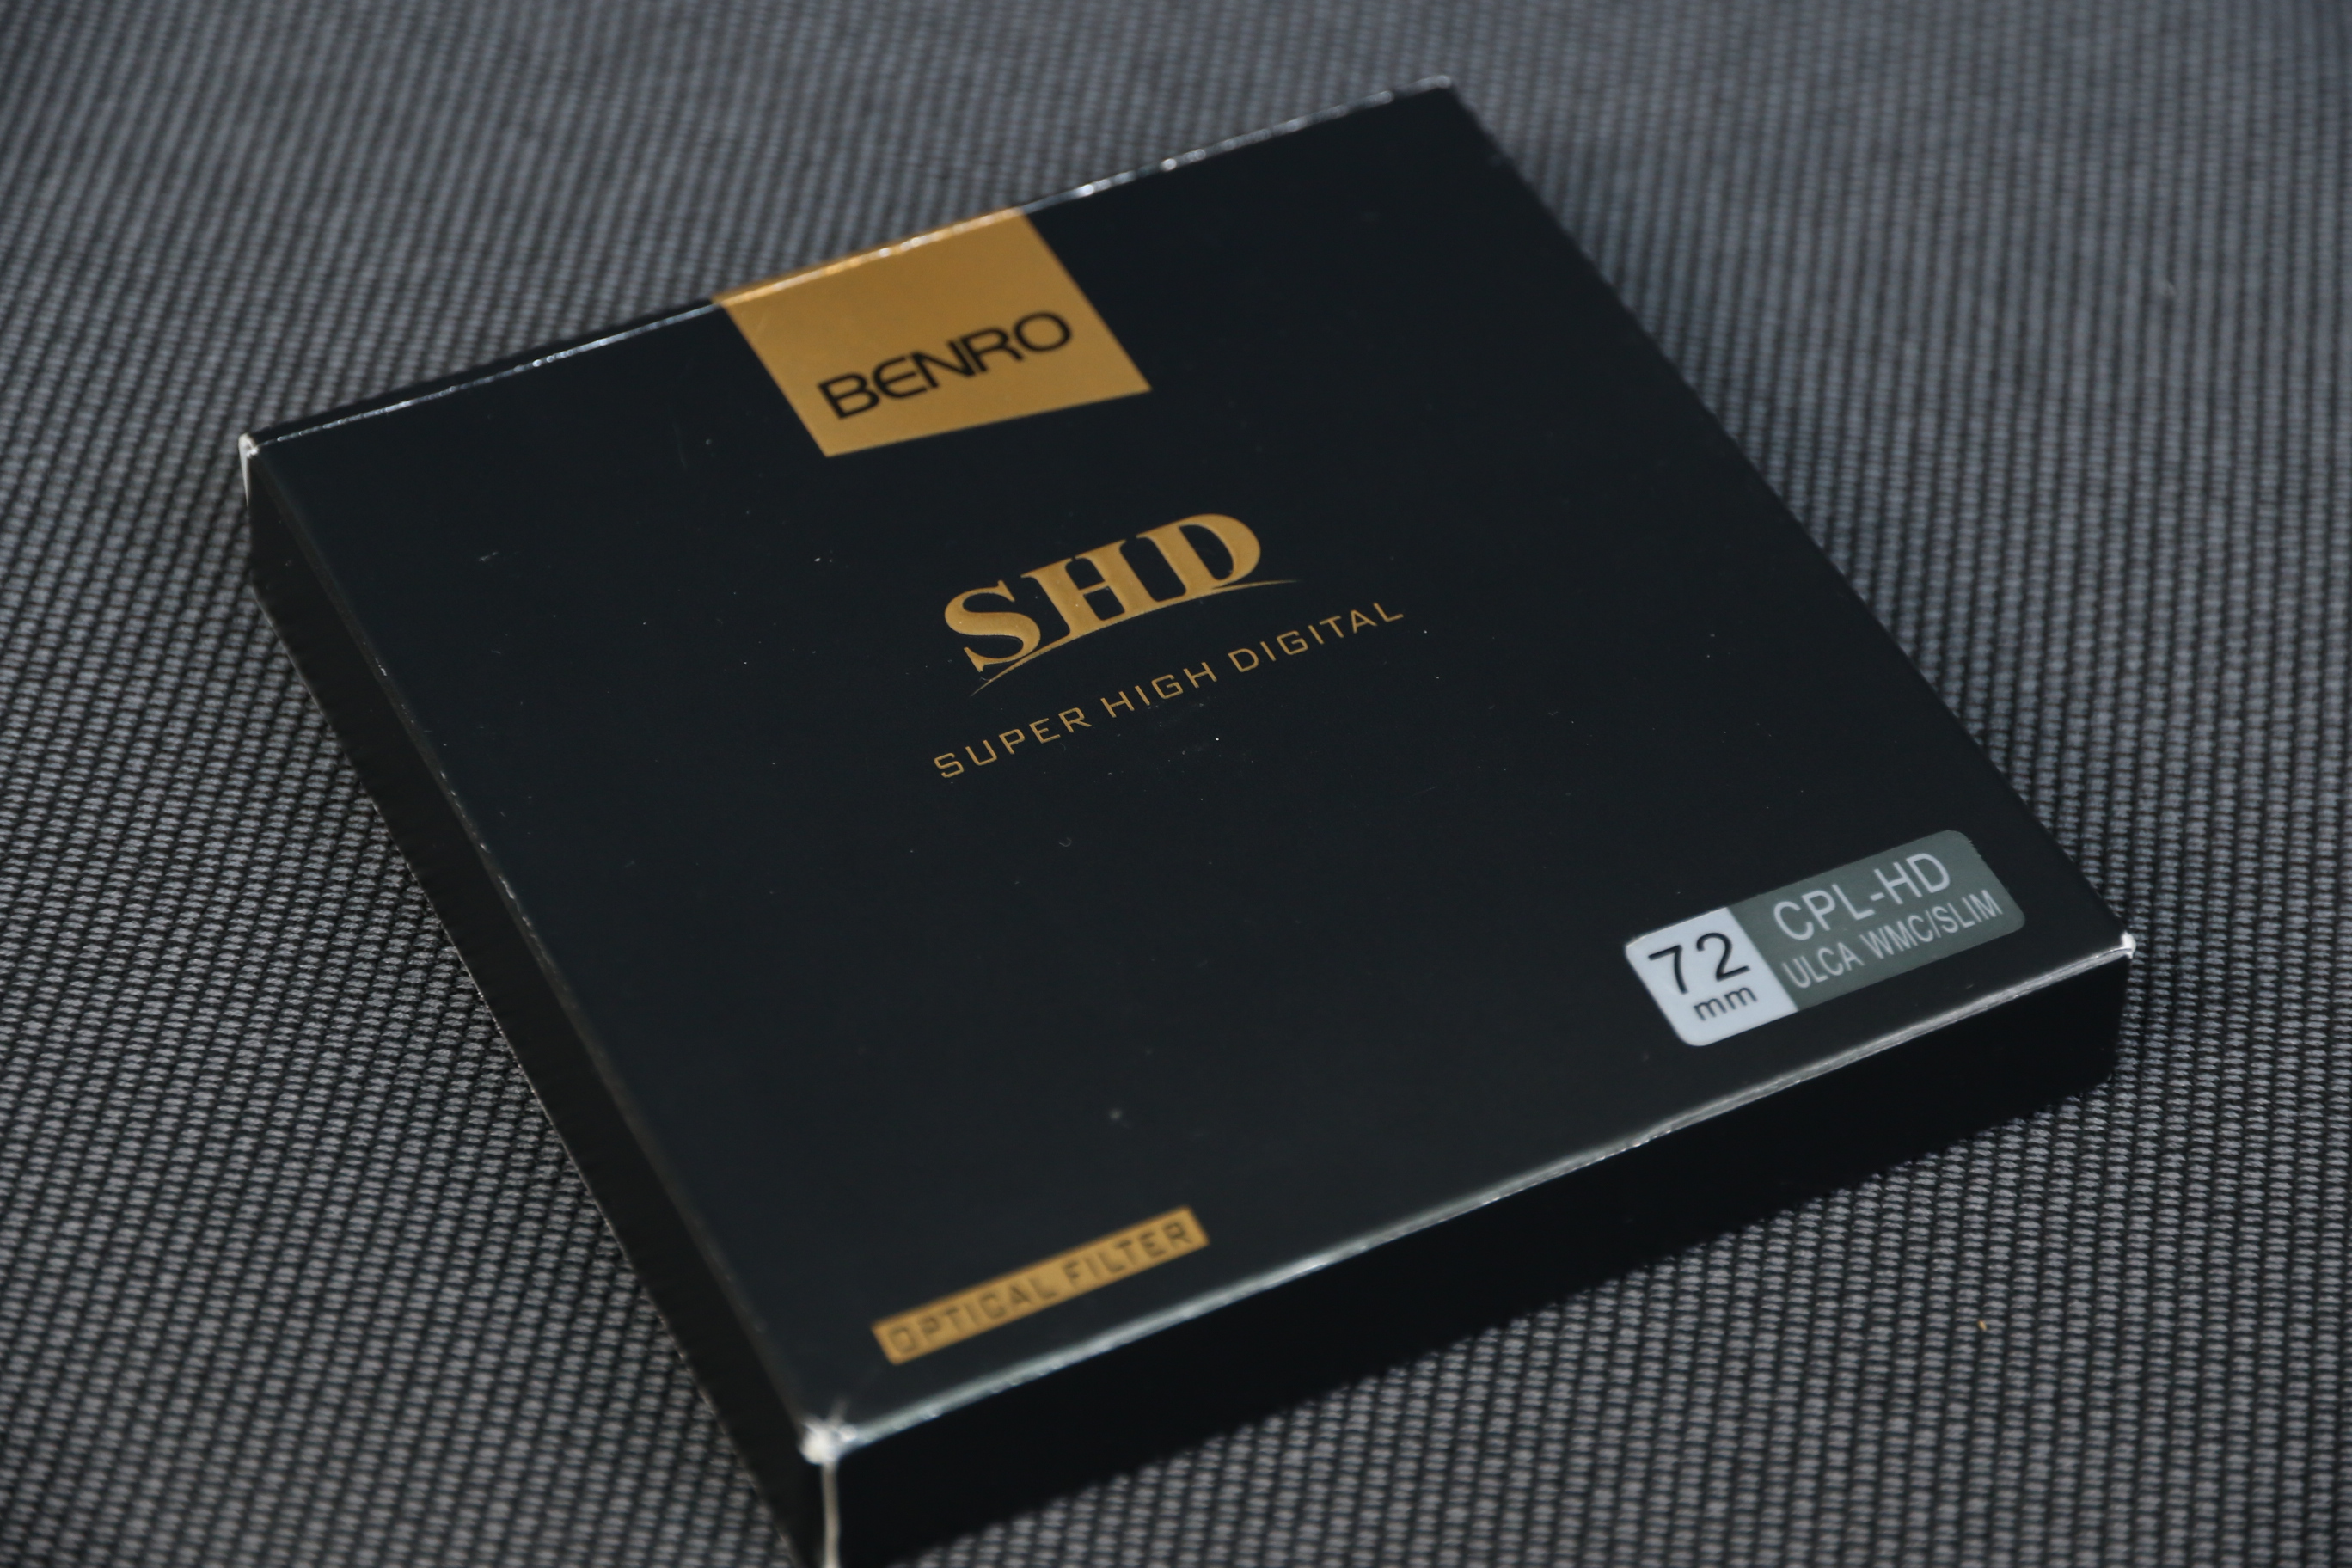 BENRO
SHD
SUPER HIGH DIGITAL
72
mm
CPL-HD
ULCA WMC/SLIM
OPTICAL FILTER